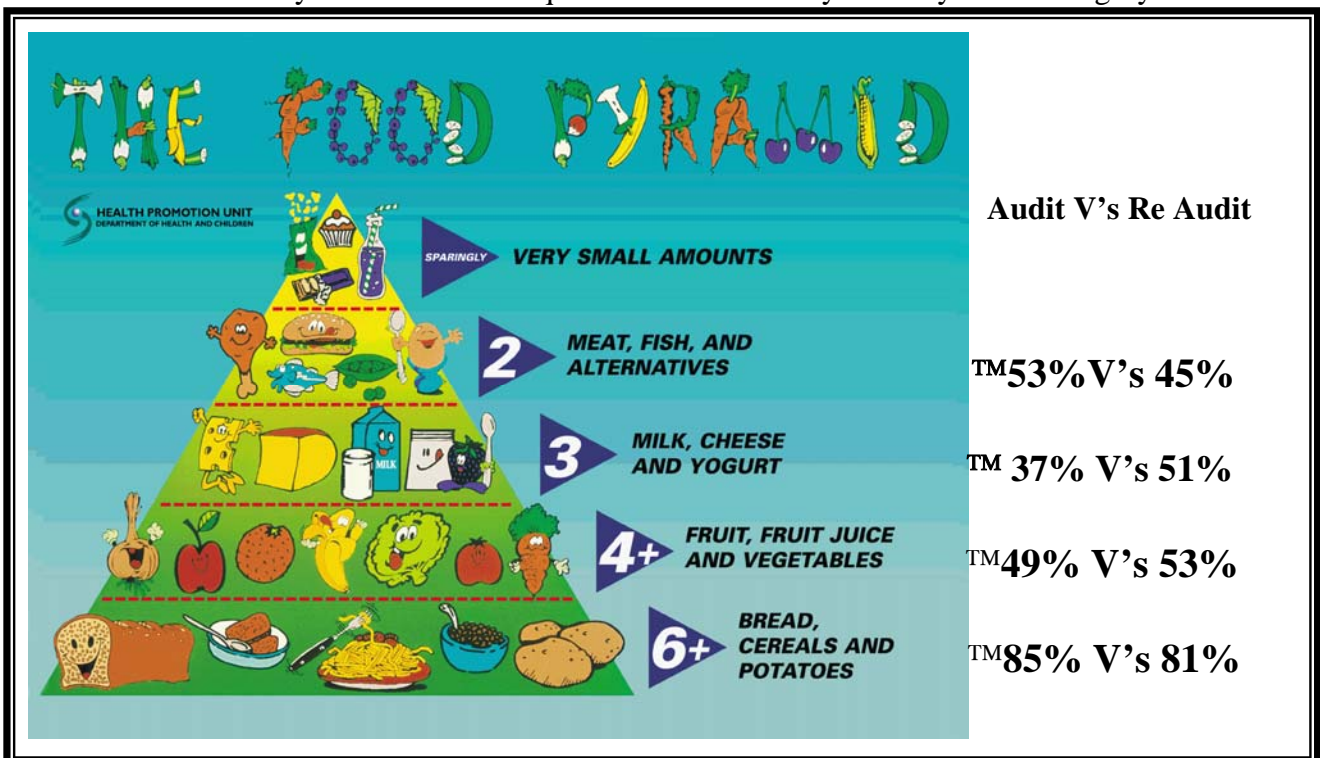 THE FOOD PYRAMID
HEALTH PROMOTION UNIT
DEPARTMENT OF HEALTH AND CHILDREN
Audit V's Re Audit
SPARINGLY
VERY SMALL AMOUNTS
2
MEAT, FISH, AND
ALTERNATIVES
™53%V's 45%
3
MILK, CHEESE
AND YOGURT
MILK
™ 37% V's 51%
4+
FRUIT, FRUIT JUICE
AND VEGETABLES
™49% V's 53%
6+
BREAD,
CEREALS AND
POTATOES
™85% V's 81%